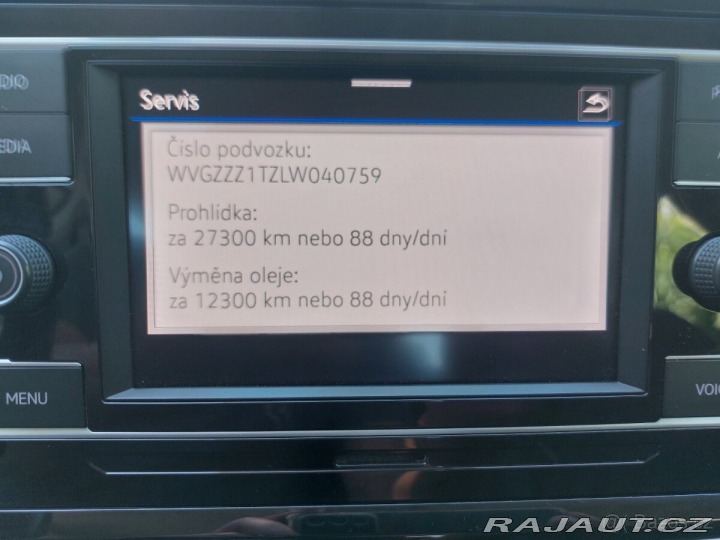 Servis
Číslo podvozku:
WVGZZZ1TZLW040759
Prohlídka:
za 27300 km nebo 88 dny/dní
Výměna oleje:
za 12300 km nebo 88 dny/dní
MENU
RAJAUT.CZ